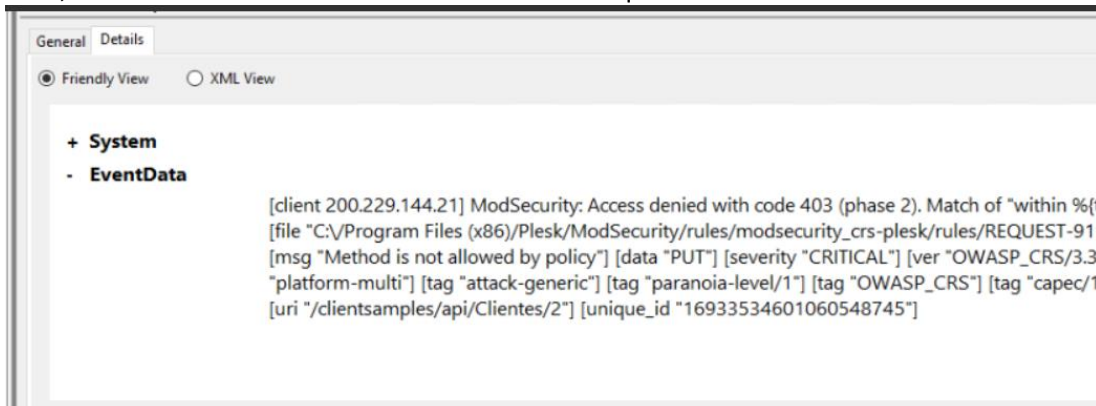 General Details
Friendly View XML View
+ System
- EventData
[client 200.229.144.21] ModSecurity: Access denied with code 403 (phase 2). Match of "within %{
[file "C:\/Program Files (x86)/Plesk/ModSecurity/rules/modsecurity_crs-plesk/rules/REQUEST-91
[msg "Method is not allowed by policy"] [data "PUT"] [severity "CRITICAL"] [ver "OWASP_CRS/3.3
"platform-multi"] [tag "attack-generic"] [tag "paranoia-level/1"] [tag "OWASP_CRS"] [tag "capec/1
[uri "/clientsamples/api/Clientes/2"] [unique_id "16933534601060548745"]